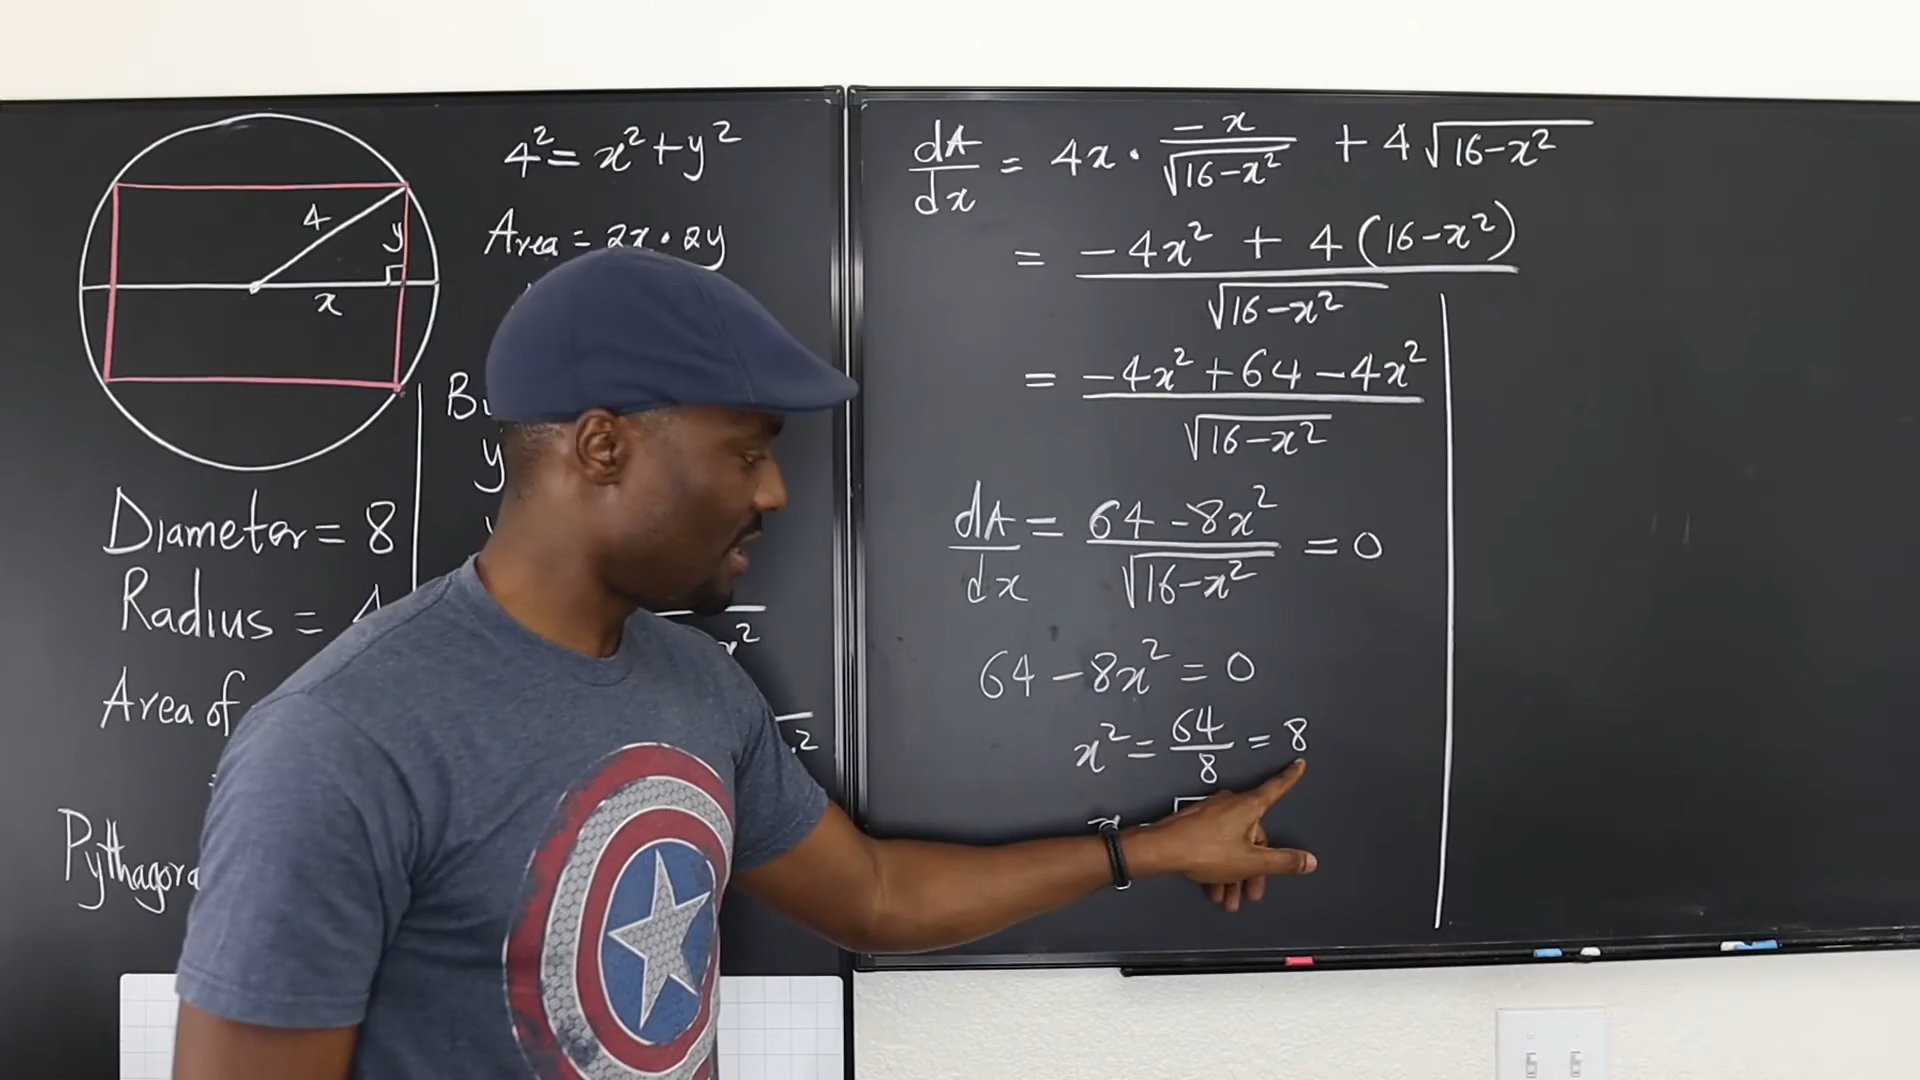 4
y
x
Diameter = 8
Radius = 4
Area of
4² = x² + y²
Area = 2x · 2y
y
dA/dx = 4x · -x/√(16-x²) + 4√(16-x²)
= (-4x² + 4(16-x²))/√(16-x²)
= (-4x² + 64 - 4x²)/√(16-x²)
dA/dx = (64 - 8x²)/√(16-x²) = 0
64 - 8x² = 0
x² = 64/8 = 8